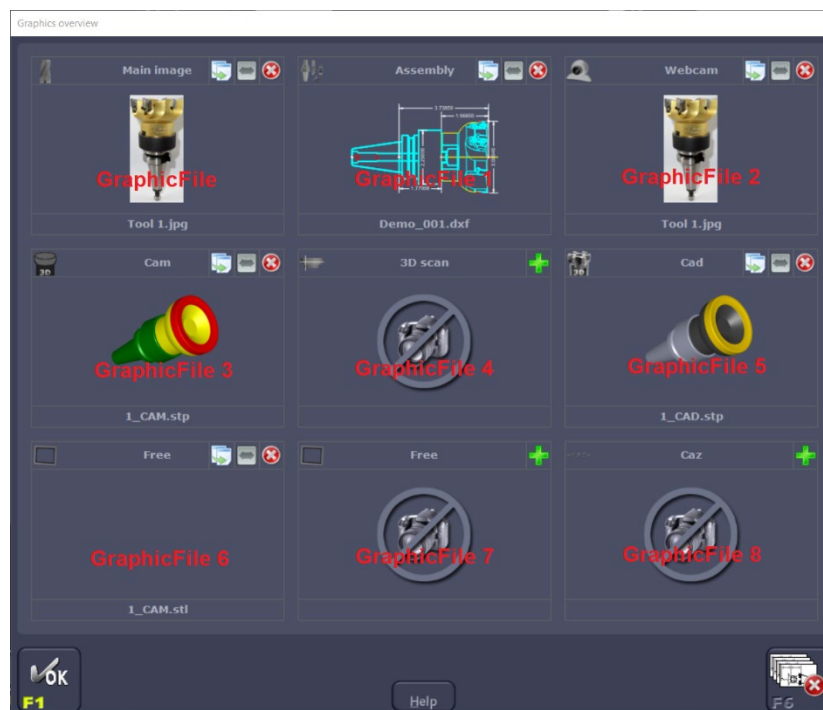 Graphics overview
Main image
Assembly
Webcam
GraphicFile
GraphicFile 1
GraphicFile 2
Tool 1.jpg
Demo_001.dxf
Tool 1.jpg
Cam
3D scan
Cad
3D
3D
GraphicFile 3
GraphicFile 4
GraphicFile 5
1_CAM.stp
1_CAD.stp
Free
Free
Caz
GraphicFile 6
GraphicFile 7
GraphicFile 8
1_CAM.stl
OK
F1
Help
F6